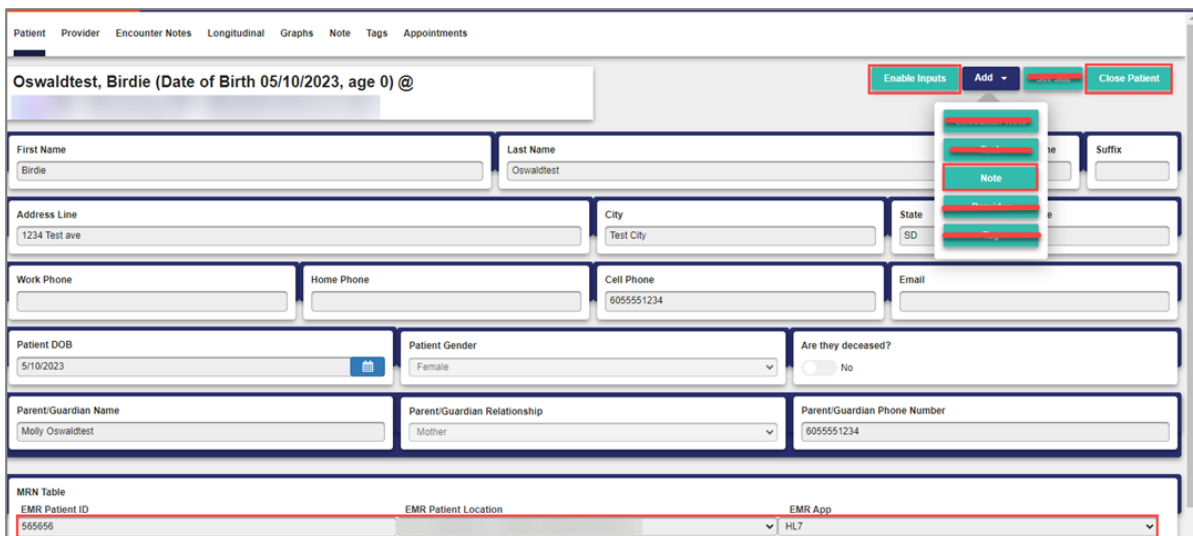 Patient Provider Encounter Notes Longitudinal Graphs Note Tags Appointments
Oswaldtest, Birdie (Date of Birth 05/10/2023, age 0) @
Enable Inputs Add Close Patient
Note
First Name Last Name Suffix
Birdie Oswaldtest
Address Line City State
1234 Test ave Test City SD
Work Phone Home Phone Cell Phone Email
6055551234
Patient DOB Patient Gender Are they deceased?
5/10/2023 Female No
Parent/Guardian Name Parent/Guardian Relationship Parent/Guardian Phone Number
Molly Oswaldtest Mother 6055551234
MRN Table
EMR Patient ID EMR Patient Location EMR App
565656 HL7